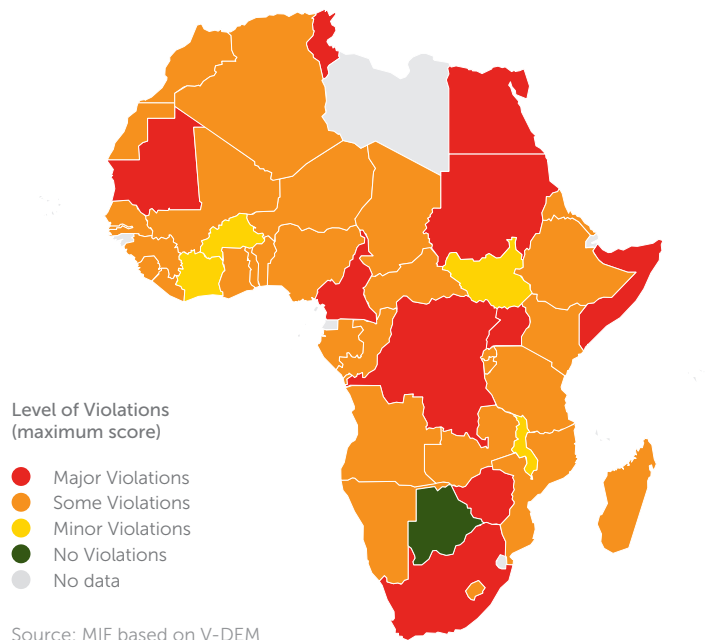 Level of Violations
(maximum score)
Major Violations
Some Violations
Minor Violations
No Violations
No data
Source: MIF based on V-DEM